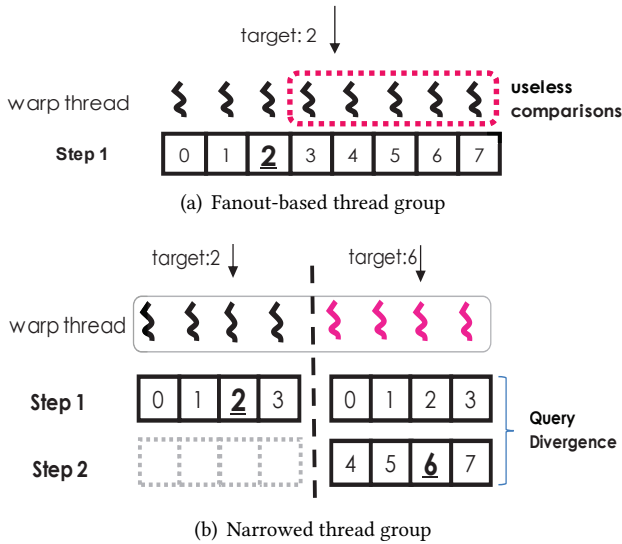 target: 2
warp thread
useless
comparisons
Step 1
0 1 2 3 4 5 6 7
(a) Fanout-based thread group
target:2 target:6
warp thread
Step 1 0 1 2 3 0 1 2 3
Query
Divergence
Step 2 4 5 6 7
(b) Narrowed thread group